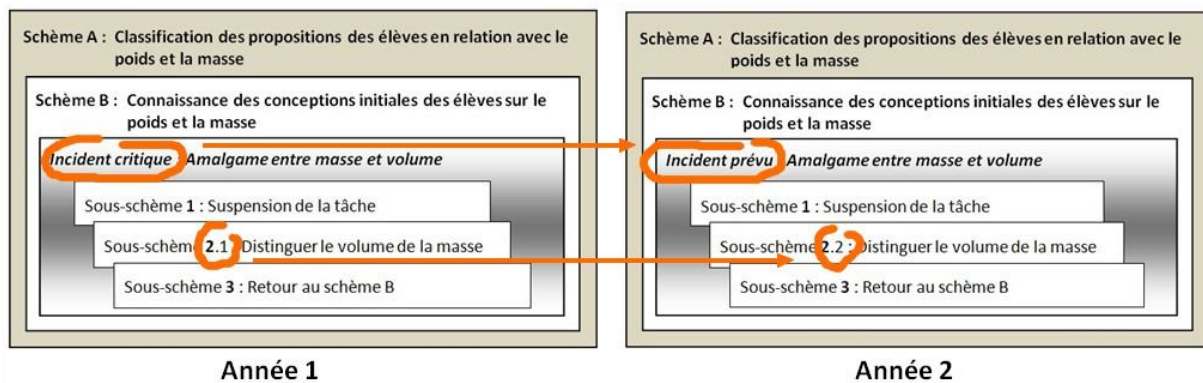 Schème A : Classification des propositions des élèves en relation avec le
poids et la masse
Schème B : Connaissance des conceptions initiales des élèves sur le
poids et la masse
Incident critique : Amalgame entre masse et volume
Sous-schème 1 : Suspension de la tâche
Sous-schème 2.1 : Distinguer le volume de la masse
Sous-schème 3 : Retour au schème B
Année 1
Schème A : Classification des propositions des élèves en relation avec le
poids et la masse
Schème B : Connaissance des conceptions initiales des élèves sur le
poids et la masse
Incident prévu Amalgame entre masse et volume
Sous-schème 1 : Suspension de la tâche
Sous-schème 2.2 : Distinguer le volume de la masse
Sous-schème 3 : Retour au schème B
Année 2